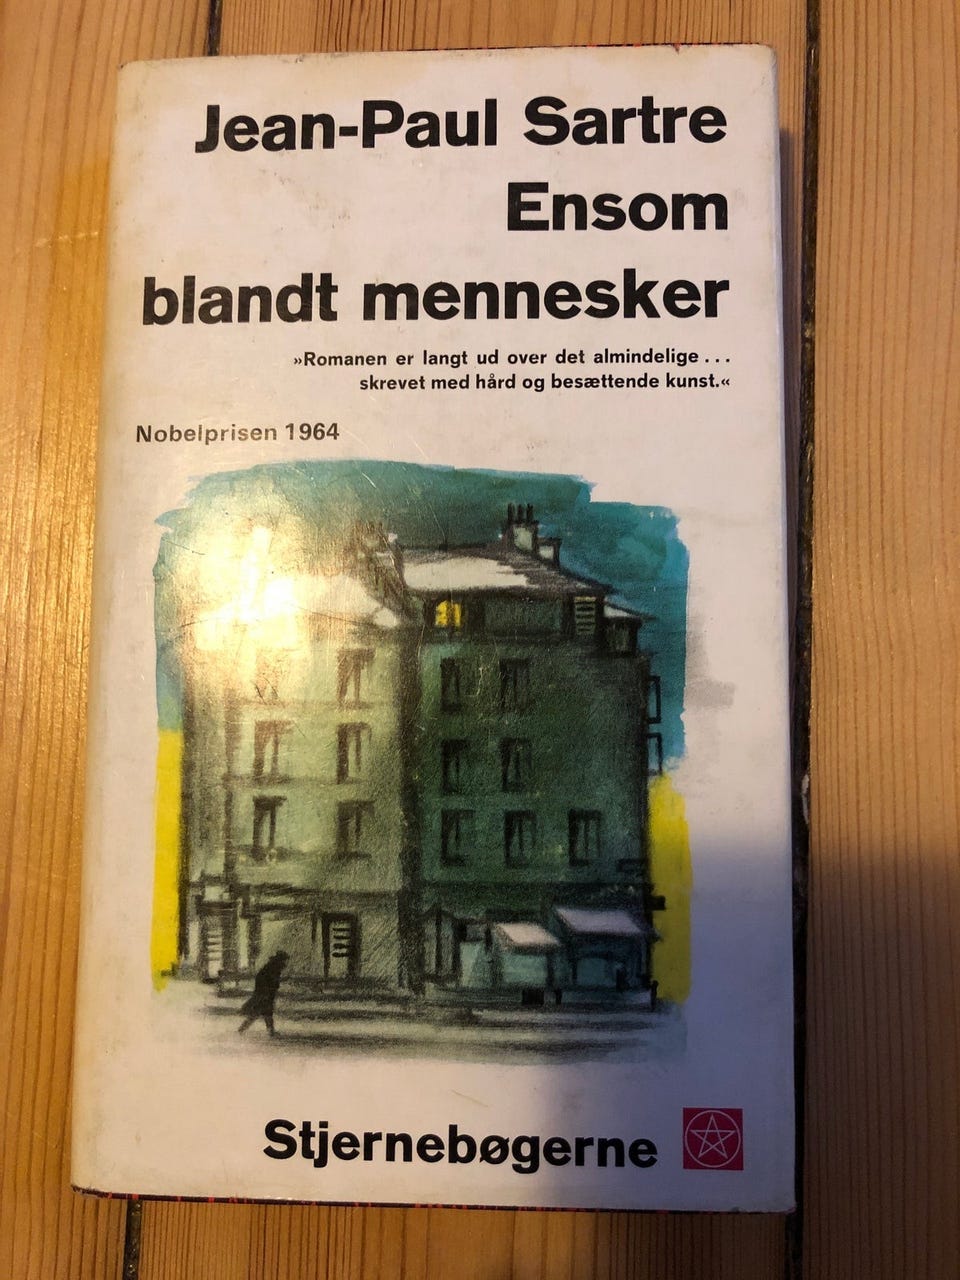 Jean-Paul Sartre
Ensom
blandt mennesker
»Romanen er langt ud over det almindelige...
skrevet med hård og besættende kunst.«
Nobelprisen 1964
Stjernebøgerne